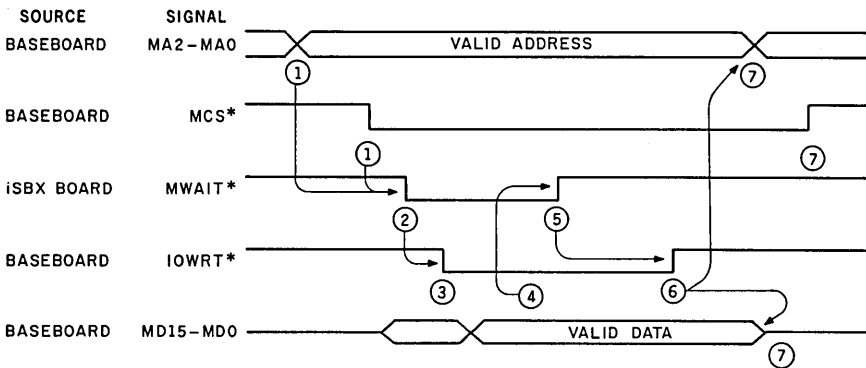 SOURCE SIGNAL
BASEBOARD MA2-MA0 VALID ADDRESS
1 7
BASEBOARD MCS*
1 7
iSBX BOARD MWAIT*
2 5
BASEBOARD IOWRT*
3 4 6
BASEBOARD MD15-MD0 VALID DATA
7